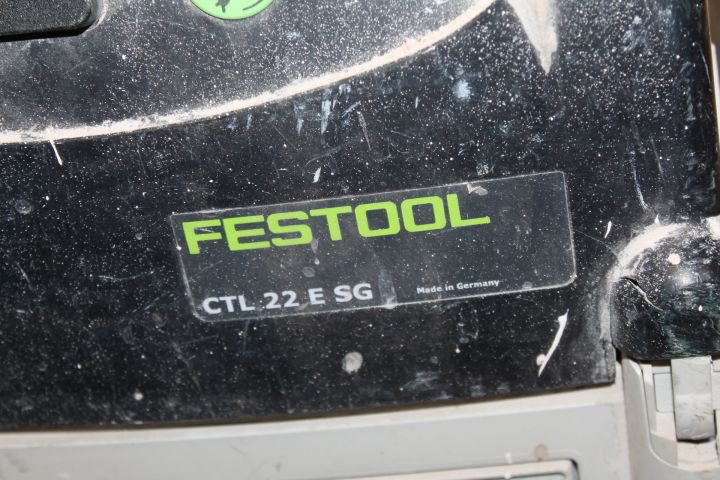 FESTOOL
CTL 22 E SG Made in Germany